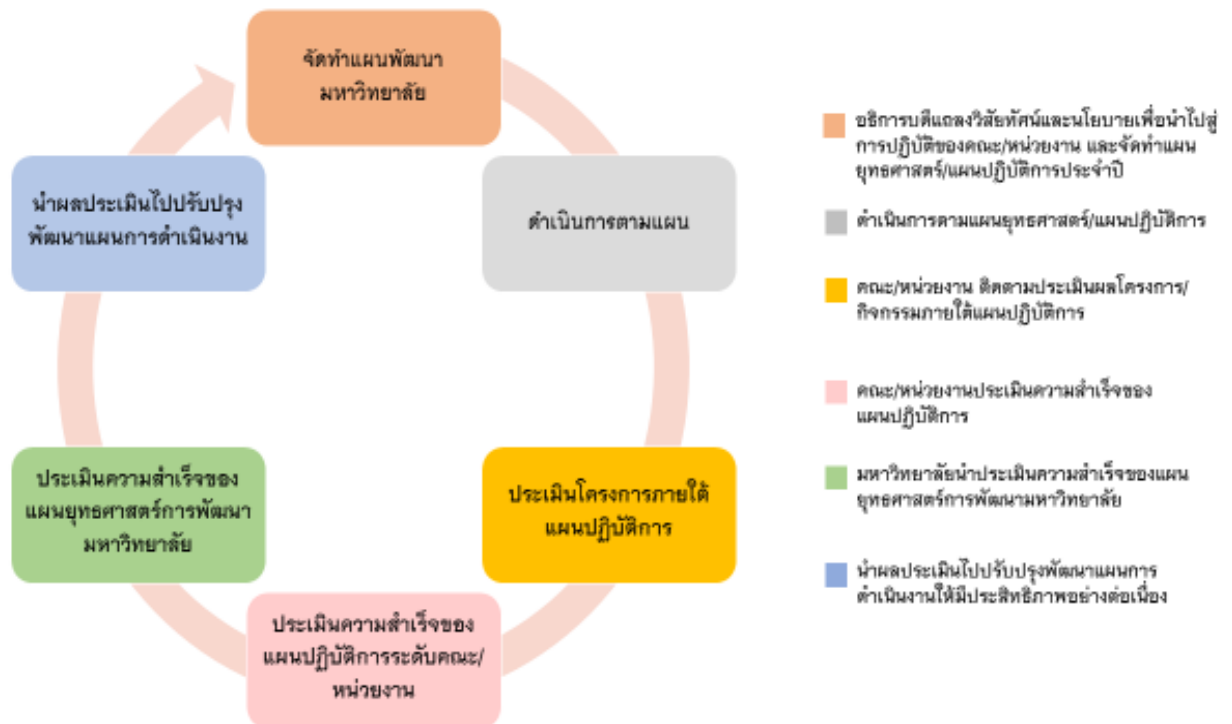 จัดทำแผนพัฒนา
มหาวิทยาลัย
ดำเนินการตามแผน
ประเมินโครงการภายใต้
แผนปฏิบัติการ
ประเมินความสำเร็จของ
แผนปฏิบัติการระดับคณะ/
หน่วยงาน
ประเมินความสำเร็จของ
แผนยุทธศาสตร์การพัฒนา
มหาวิทยาลัย
นำผลประเมินไปปรับปรุง
พัฒนาแผนการดำเนินงาน
อธิการบดีแถลงวิสัยทัศน์และนโยบายเพื่อนำไปสู่
การปฏิบัติของคณะ/หน่วยงาน และจัดทำแผน
ยุทธศาสตร์/แผนปฏิบัติการประจำปี
ดำเนินการตามแผนยุทธศาสตร์/แผนปฏิบัติการ
คณะ/หน่วยงาน ติดตามประเมินผลโครงการ/
กิจกรรมภายใต้แผนปฏิบัติการ
คณะ/หน่วยงานประเมินความสำเร็จของ
แผนปฏิบัติการ
มหาวิทยาลัยนำประเมินความสำเร็จของแผน
ยุทธศาสตร์การพัฒนามหาวิทยาลัย
นำผลประเมินไปปรับปรุงพัฒนาแผนการ
ดำเนินงานให้มีประสิทธิภาพอย่างต่อเนื่อง